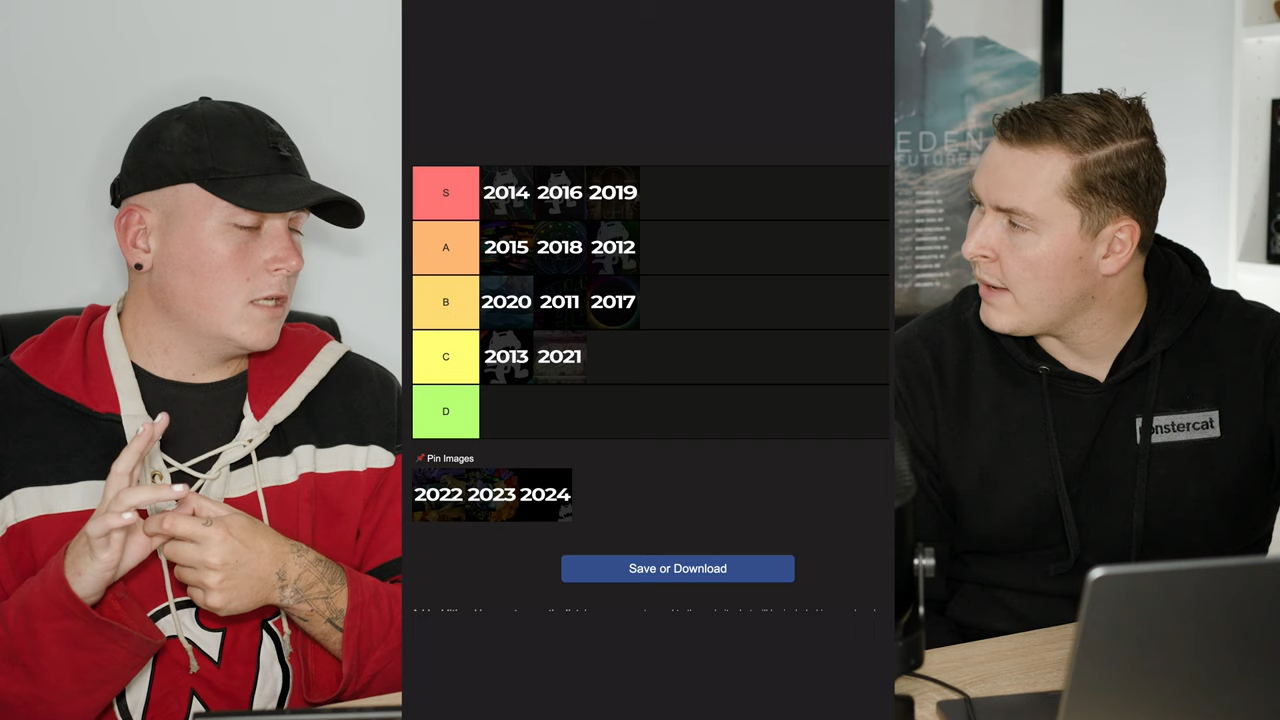 S
2014 2016 2019
A
2015 2018 2012
B
2020 2011 2017
C
2013 2021
D
Pin Images
2022 2023 2024
Save or Download
EDEN
FUTURE
onstercat